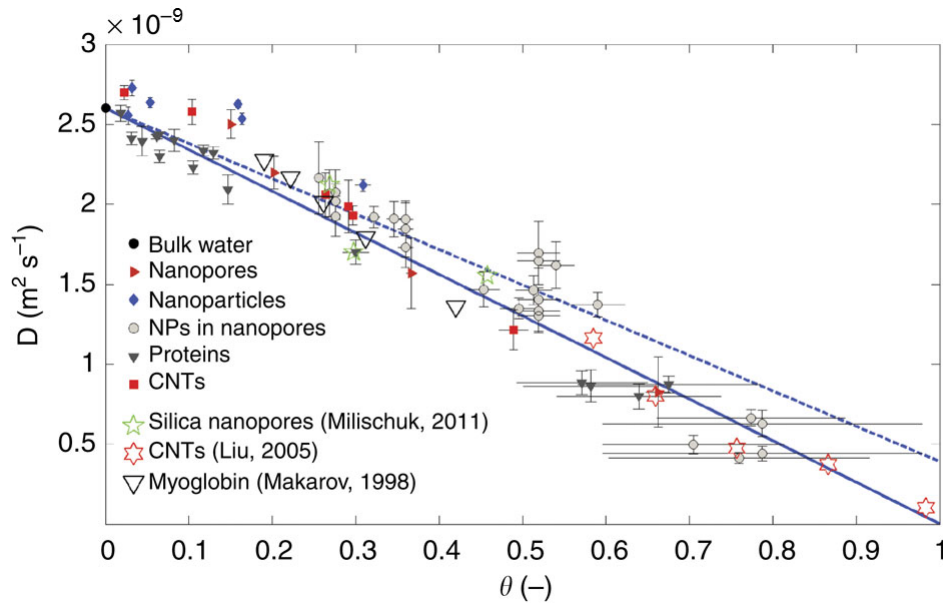 × 10⁻⁹
3
2.5
2
1.5
1
0.5
D (m² s⁻¹)
Bulk water
Nanopores
Nanoparticles
NPs in nanopores
Proteins
CNTs
Silica nanopores (Milischuk, 2011)
CNTs (Liu, 2005)
Myoglobin (Makarov, 1998)
0 0.1 0.2 0.3 0.4 0.5 0.6 0.7 0.8 0.9 1
θ (–)